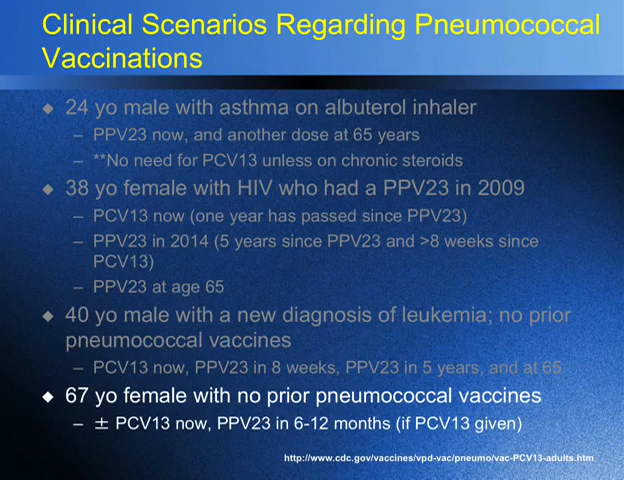 Clinical Scenarios Regarding Pneumococcal
Vaccinations
◆ 24 yo male with asthma on albuterol inhaler
– PPV23 now, and another dose at 65 years
– **No need for PCV13 unless on chronic steroids
◆ 38 yo female with HIV who had a PPV23 in 2009
– PCV13 now (one year has passed since PPV23)
– PPV23 in 2014 (5 years since PPV23 and >8 weeks since
PCV13)
– PPV23 at age 65
◆ 40 yo male with a new diagnosis of leukemia; no prior
pneumococcal vaccines
– PCV13 now, PPV23 in 8 weeks, PPV23 in 5 years, and at 65
◆ 67 yo female with no prior pneumococcal vaccines
– ± PCV13 now, PPV23 in 6-12 months (if PCV13 given)
http://www.cdc.gov/vaccines/vpd-vac/pneumo/vac-PCV13-adults.htm